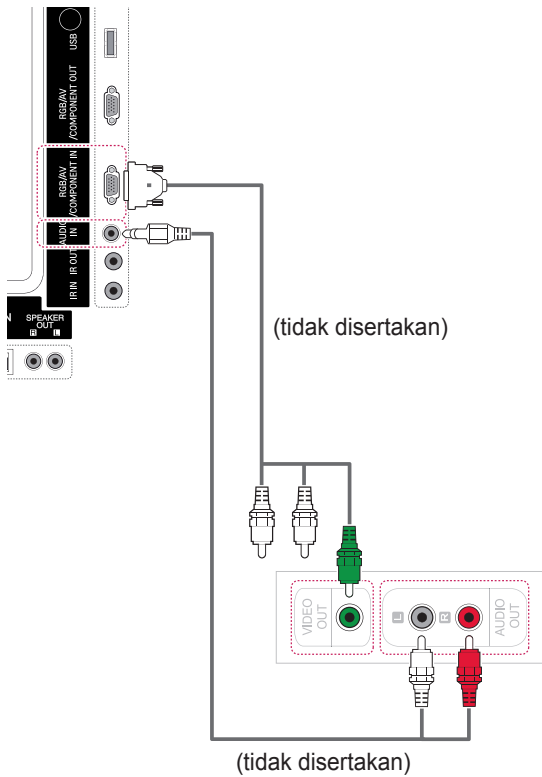 USB
RGB/AV
/COMPONENT OUT
RGB/AV
/COMPONENT IN
AUDIO
IN
IR OUT
IR IN
N
SPEAKER
OUT
R L
(tidak disertakan)
VIDEO
OUT
L R
AUDIO
OUT
(tidak disertakan)